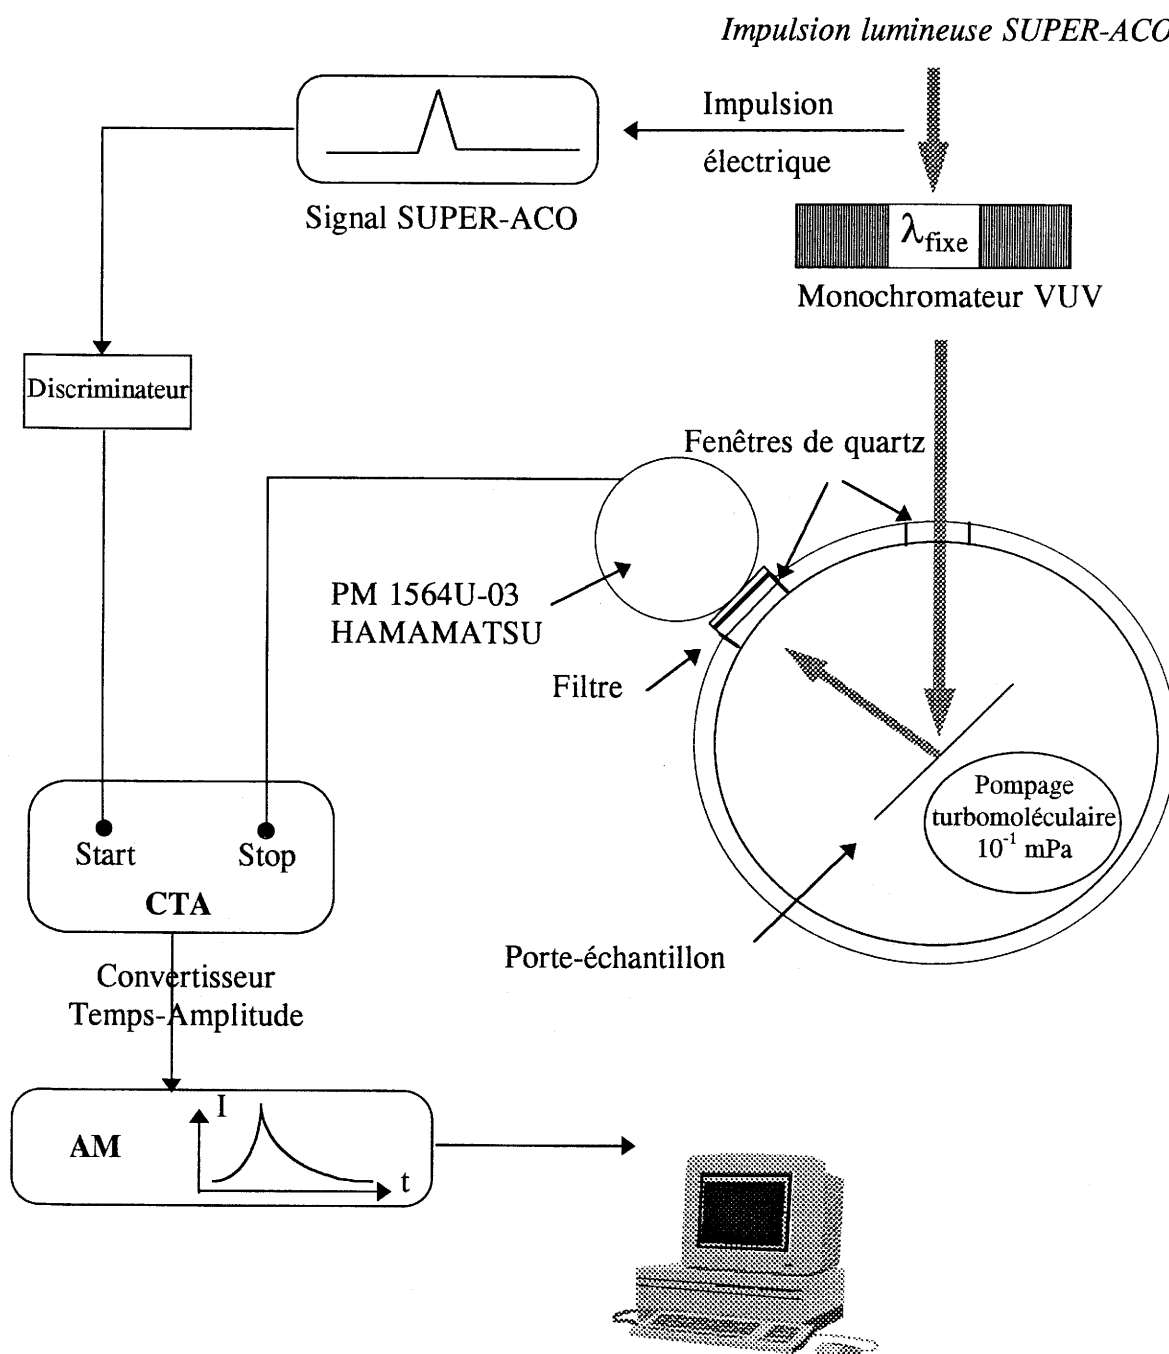 Impulsion lumineuse SUPER-ACO
Impulsion
électrique
Signal SUPER-ACO
λfixe
Monochromateur VUV
Discriminateur
Fenêtres de quartz
PM 1564U-03
HAMAMATSU
Filtre
Pompage
turbomoléculaire
10⁻¹ mPa
Start
Stop
CTA
Porte-échantillon
Convertisseur
Temps-Amplitude
I
AM
t